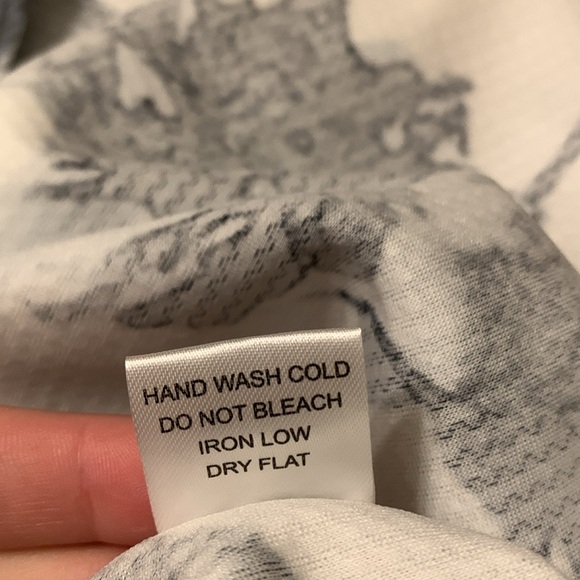 HAND WASH COLD
DO NOT BLEACH
IRON LOW
DRY FLAT